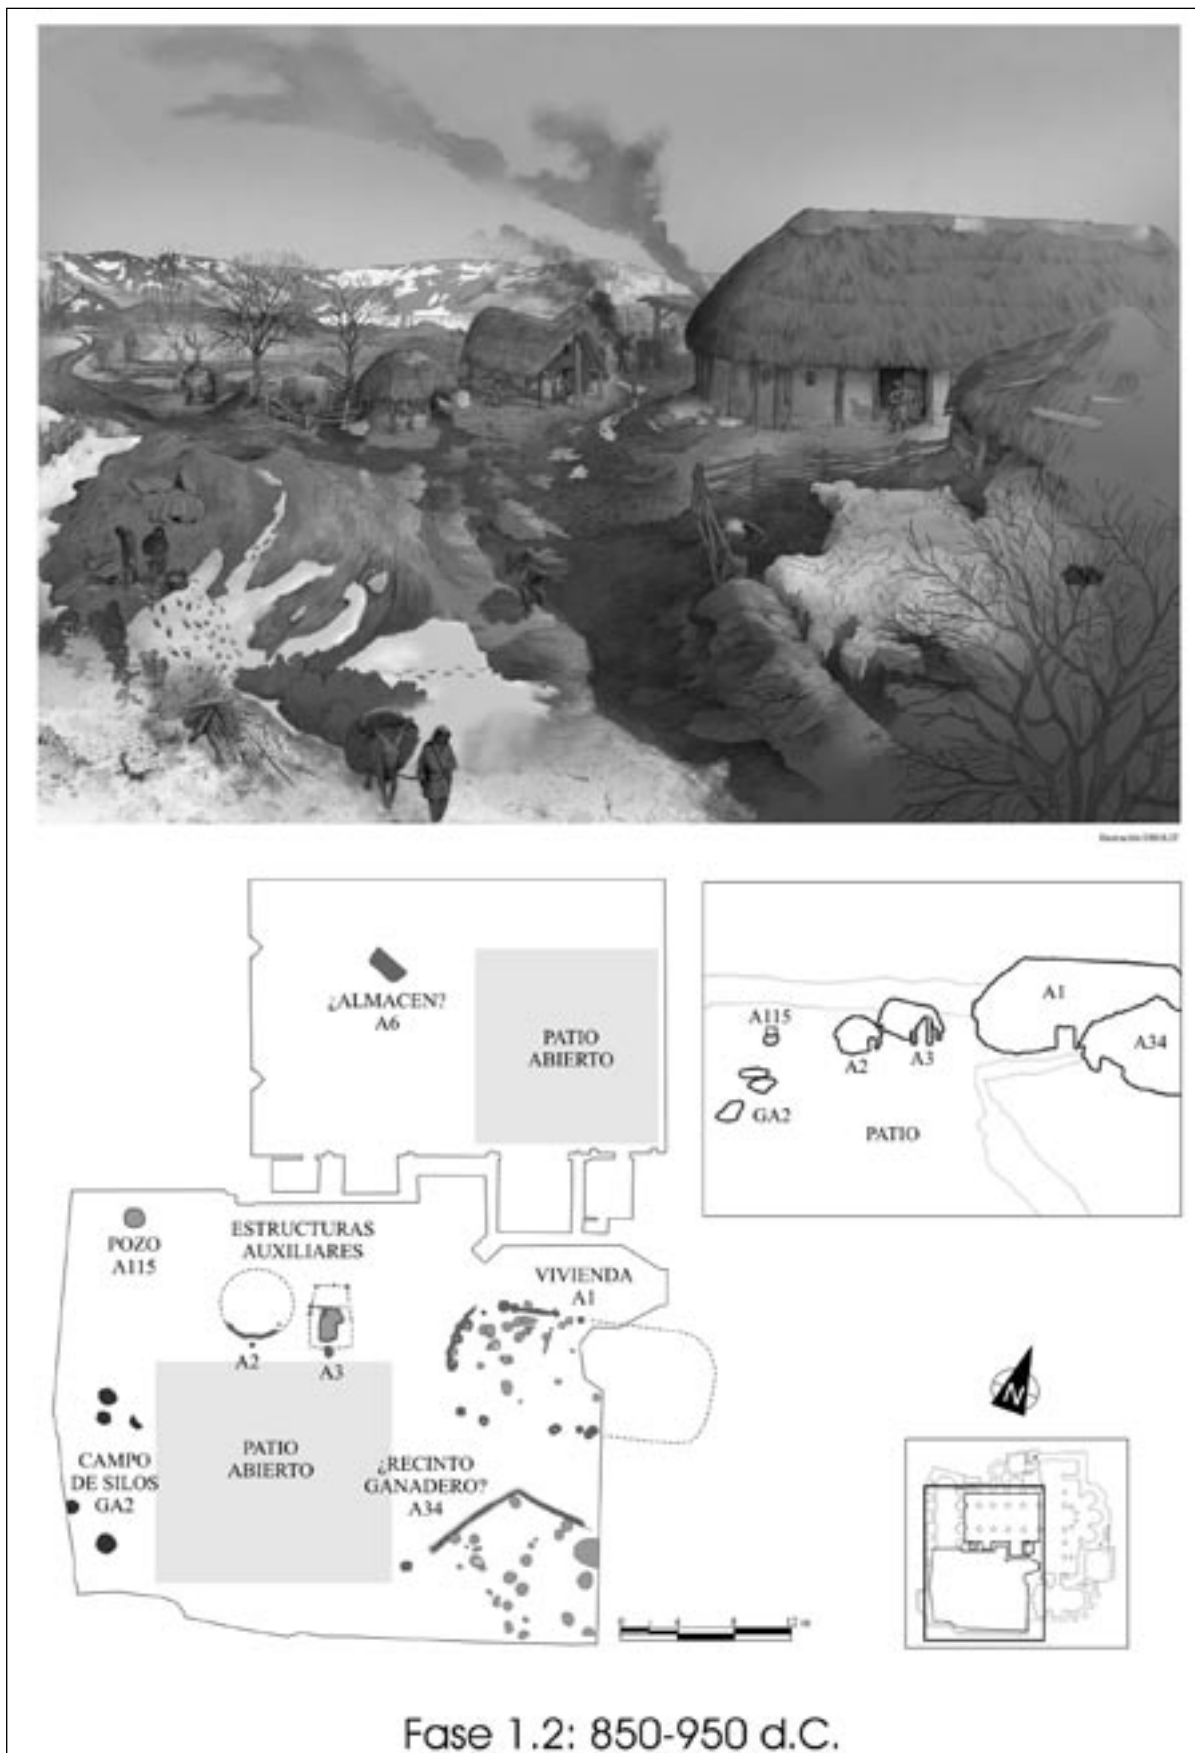 ¿ALMACEN?
A6
PATIO
ABIERTO
A1
A115
A34
A2
A3
GA2
PATIO
POZO
A115
ESTRUCTURAS
AUXILIARES
VIVIENDA
A1
A2
A3
CAMPO
DE SILOS
GA2
PATIO
ABIERTO
¿RECINTO
GANADERO?
A34
N
12 m
Fase 1.2: 850-950 d.C.